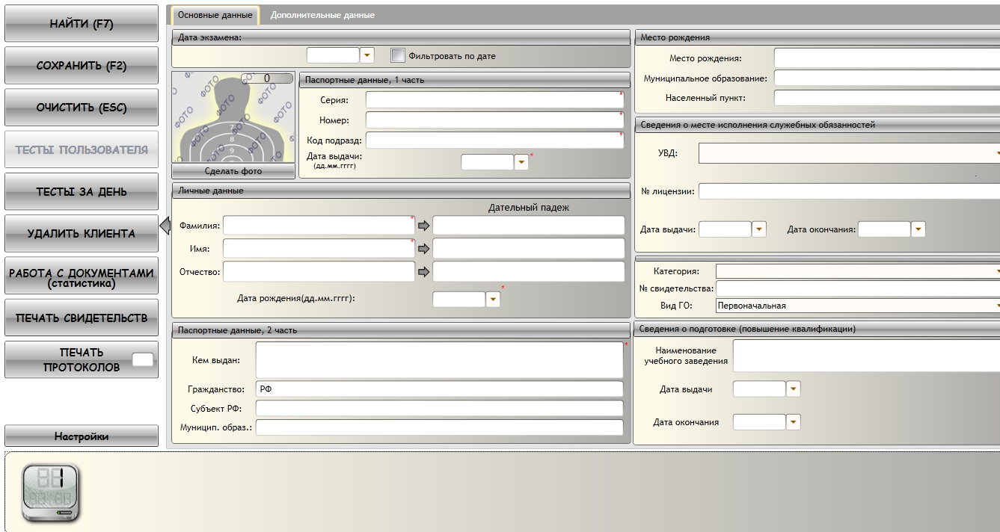 НАЙТИ (F7)
СОХРАНИТЬ (F2)
ОЧИСТИТЬ (ESC)
ТЕСТЫ ПОЛЬЗОВАТЕЛЯ
ТЕСТЫ ЗА ДЕНЬ
УДАЛИТЬ КЛИЕНТА
РАБОТА С ДОКУМЕНТАМИ
(статистика)
ПЕЧАТЬ СВИДЕТЕЛЬСТВ
ПЕЧАТЬ
ПРОТОКОЛОВ
Настройки
Основные данные
Дополнительные данные
Дата экзамена:
Фильтровать по дате
ФОТО
ФОТО
ФОТО
ФОТО
ФОТО
ФОТО
ФОТО
ФОТО
0
7
8
9
Сделать фото
Паспортные данные, 1 часть
Серия:
*
Номер:
*
Код подразд:
*
Дата выдачи:
(дд.мм.гггг)
*
Личные данные
Дательный падеж
Фамилия:
*
Имя:
*
Отчество:
Дата рождения(дд.мм.гггг):
*
Паспортные данные, 2 часть
Кем выдан:
*
Гражданство:
РФ
Субъект РФ:
Муницип. образ.:
Место рождения
Место рождения:
Муниципальное образование:
Населенный пункт:
Сведения о месте исполнения служебных обязанностей
УВД:
№ лицензии:
Дата выдачи:
Дата окончания:
Категория:
№ свидетельства:
Вид ГО:
Первоначальная
Сведения о подготовке (повышение квалификации)
Наименование
учебного заведения
Дата выдачи
Дата окончания
1